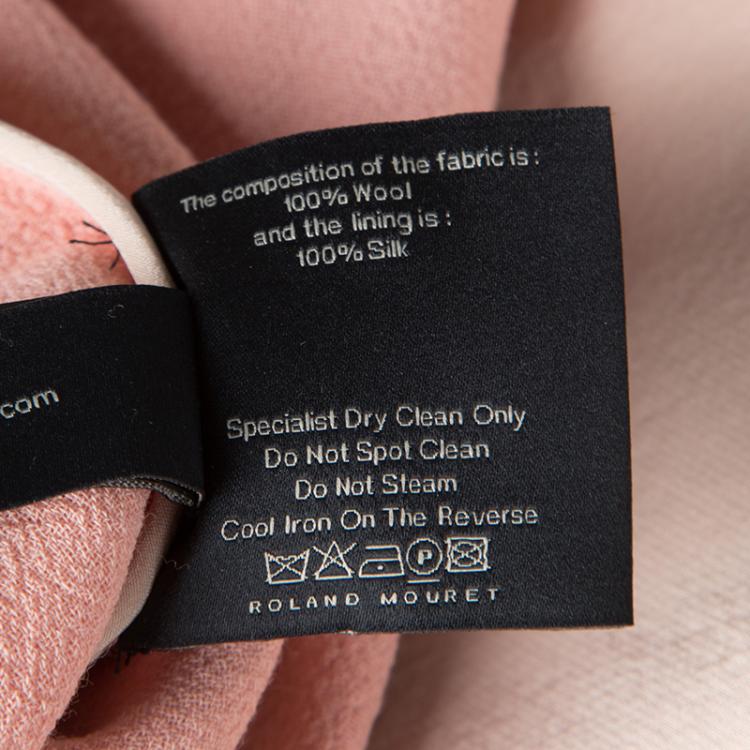 The composition of the fabric is:
100% Wool
and the lining is:
100% Silk
com
Specialist Dry Clean Only
Do Not Spot Clean
Do Not Steam
Cool Iron On The Reverse
P
ROLAND MOURET